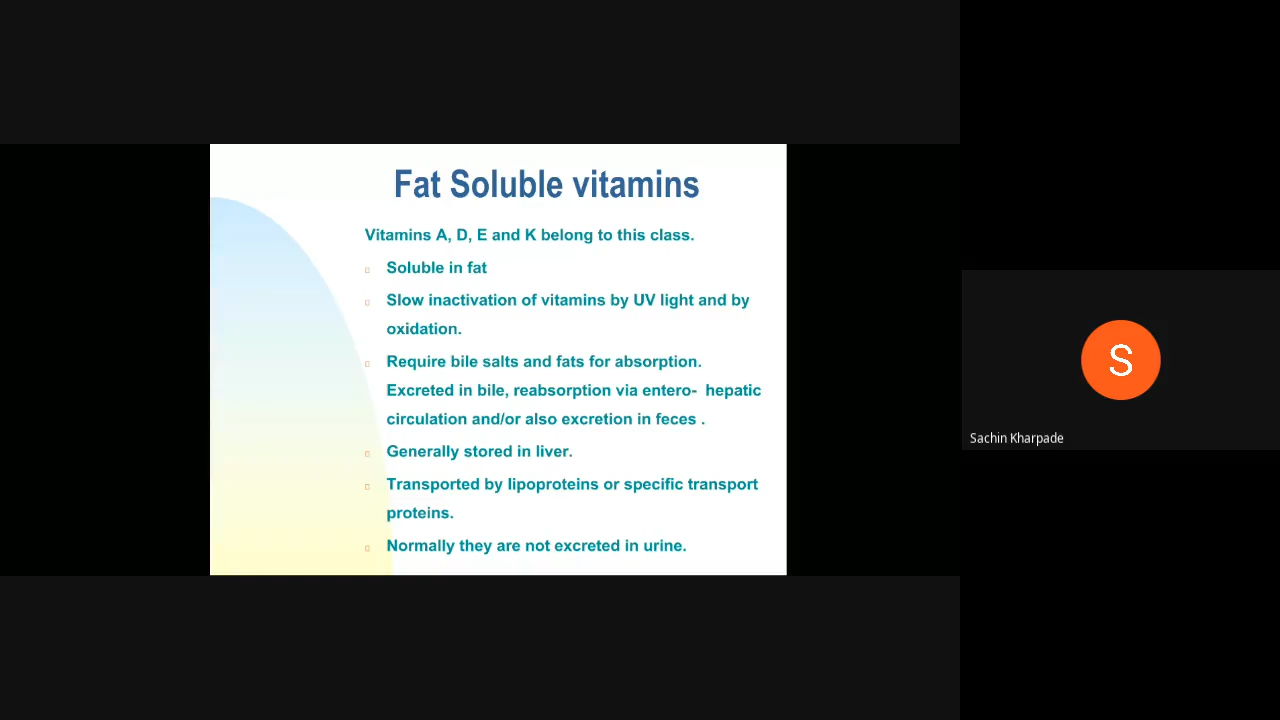 Fat Soluble vitamins
Vitamins A, D, E and K belong to this class.
Soluble in fat
Slow inactivation of vitamins by UV light and by
oxidation.
Require bile salts and fats for absorption.
Excreted in bile, reabsorption via entero-  hepatic
circulation and/or also excretion in feces .
Generally stored in liver.
Transported by lipoproteins or specific transport
proteins.
Normally they are not excreted in urine.
S
Sachin Kharpade